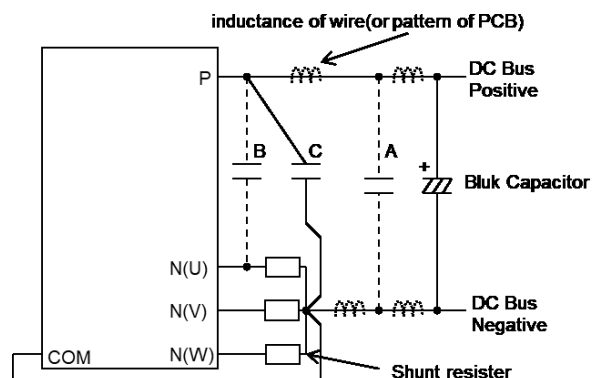 inductance of wire(or pattern of PCB)
P
DC Bus
Positive
B
C
A
+
Bluk Capacitor
N(U)
N(V)
DC Bus
Negative
COM
N(W)
Shunt resister